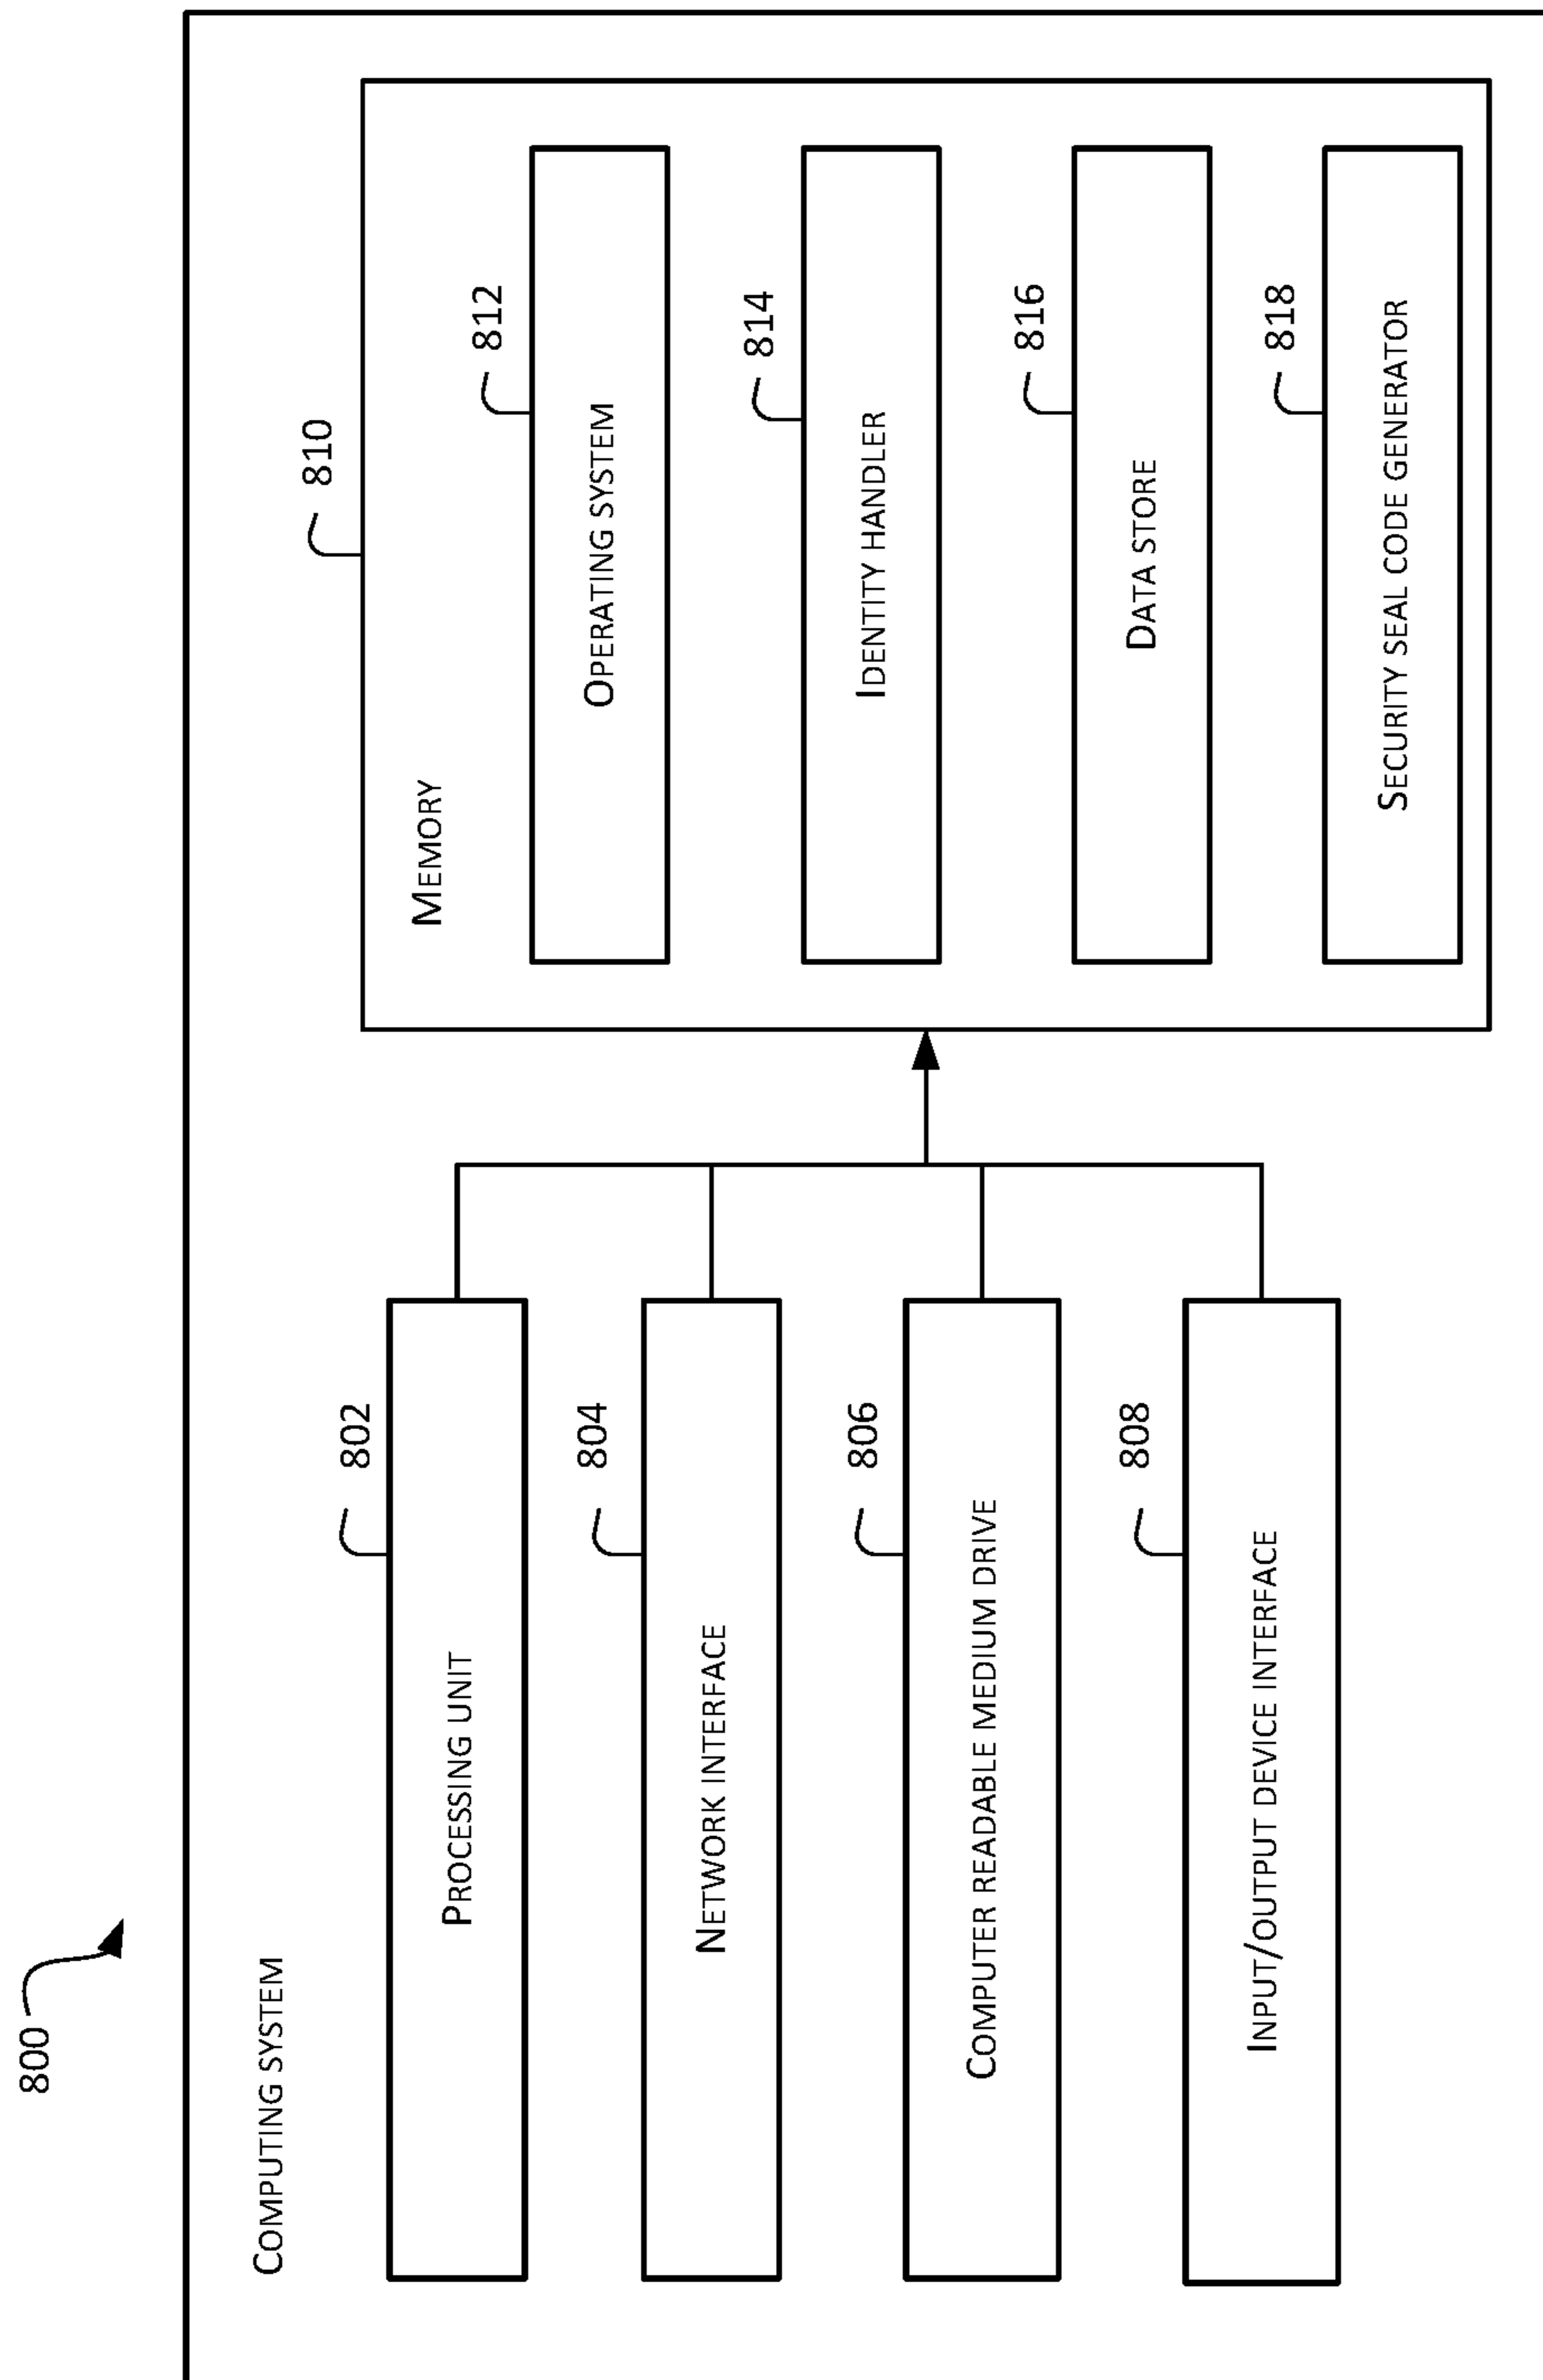 800
COMPUTING SYSTEM
802
PROCESSING UNIT
804
NETWORK INTERFACE
806
COMPUTER READABLE MEDIUM DRIVE
808
INPUT/OUTPUT DEVICE INTERFACE
810
MEMORY
812
OPERATING SYSTEM
814
IDENTITY HANDLER
816
DATA STORE
818
SECURITY SEAL CODE GENERATOR